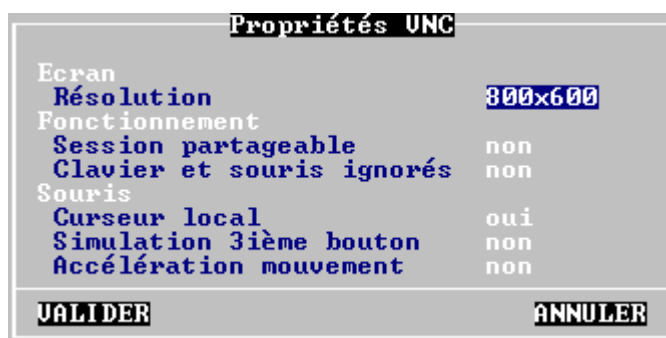 Propriétés VNC
Ecran
Résolution 800x600
Fonctionnement
Session partageable non
Clavier et souris ignorés non
Souris
Curseur local oui
Simulation 3ième bouton non
Accélération mouvement non
VALIDER ANNULER